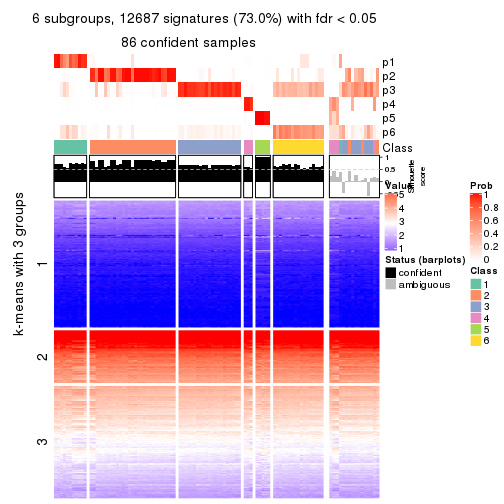 6 subgroups, 12687 signatures (73.0%) with fdr < 0.05
86 confident samples
p1
p2
p3
p4
p5
p6
Class
1
0.5
0
Silhouette
score
k-means with 3 groups
1
2
3
Value
5
4
3
2
1
Status (barplots)
confident
ambiguous
Prob
1
0.8
0.6
0.4
0.2
0
Class
1
2
3
4
5
6